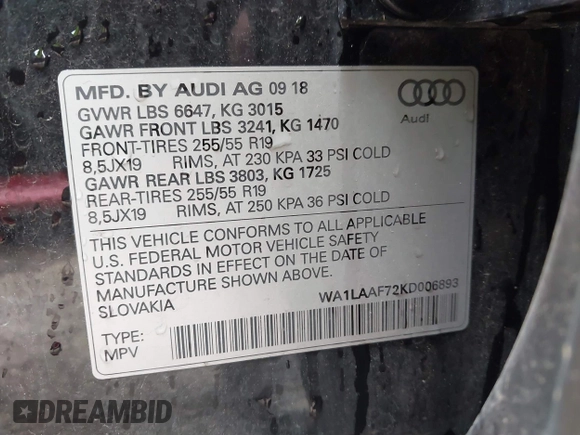 MFD. BY AUDI AG 09 18
GVWR LBS 6647, KG 3015
GAWR FRONT LBS 3241, KG 1470
FRONT-TIRES 255/55 R19
8,5JX19 RIMS, AT 230 KPA 33 PSI COLD
GAWR REAR LBS 3803, KG 1725
REAR-TIRES 255/55 R19
8,5JX19 RIMS, AT 250 KPA 36 PSI COLD
Audi
THIS VEHICLE CONFORMS TO ALL APPLICABLE
U.S. FEDERAL MOTOR VEHICLE SAFETY
STANDARDS IN EFFECT ON THE DATE OF
MANUFACTURE SHOWN ABOVE
SLOVAKIA
WA1LAAF72KD006893
TYPE:
MPV
DREAMBID